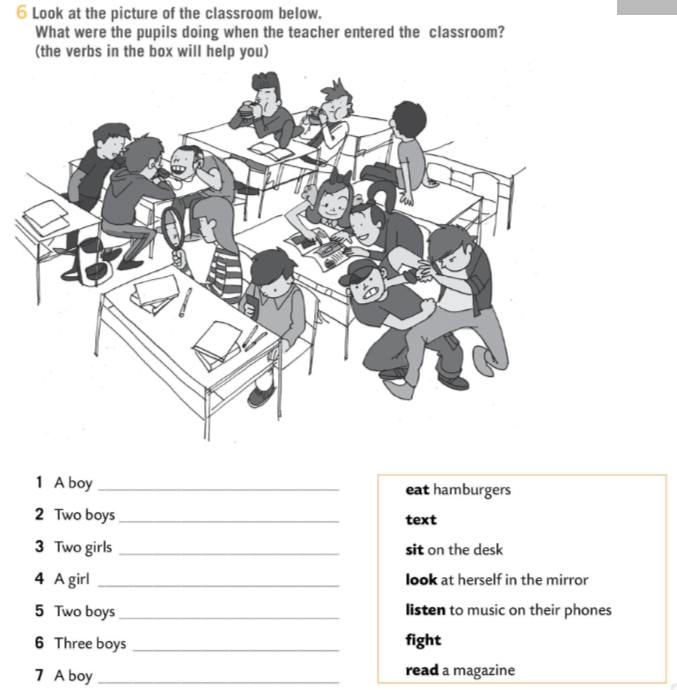 6 Look at the picture of the classroom below.
What were the pupils doing when the teacher entered the classroom?
(the verbs in the box will help you)
1 A boy
2 Two boys
3 Two girls
4 A girl
5 Two boys
6 Three boys
7 A boy
eat hamburgers
text
sit on the desk
look at herself in the mirror
listen to music on their phones
fight
read a magazine